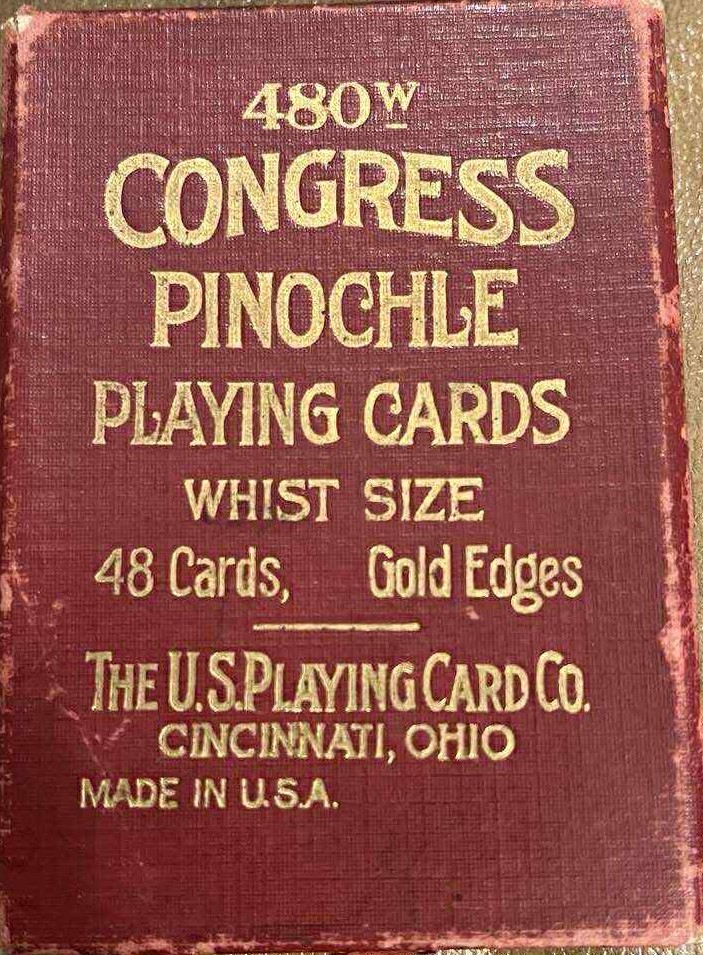 480W
CONGRESS
PINOCHLE
PLAYING CARDS
WHIST SIZE
48 Cards, Gold Edges
THE U.S.PLAYING CARD CO.
CINCINNATI, OHIO
MADE IN U.S.A.